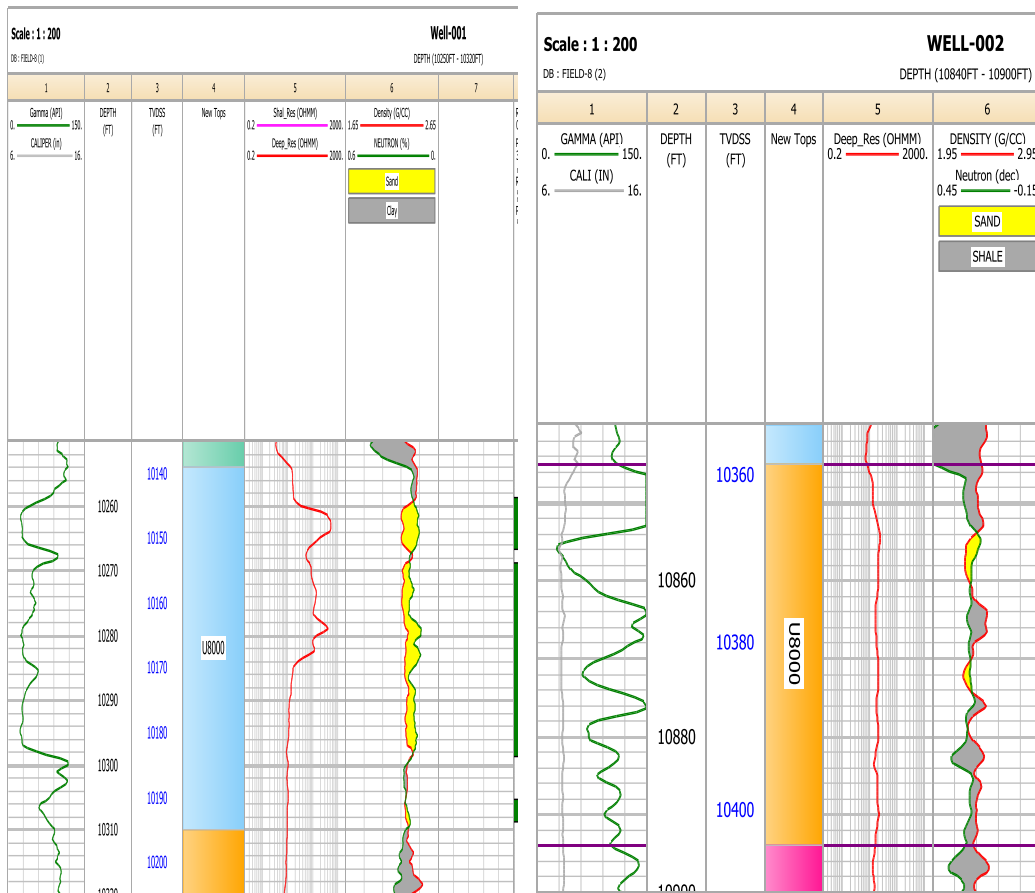 Scale : 1 : 200
Well-001
DB : FIELD-8 (1)
DEPTH (10250FT - 10320FT)
1 2 3 4 5 6 7
Gamma (API) DEPTH TVDSS New Tops Shal_Res (OHMM) Density (G/CC)
0. 150. (FT) (FT) 0.2 2000. 1.65 2.65
CALIPER (in) Deep_Res (OHMM) NEUTRON (%)
6. 16. 0.2 2000. 0.6 0.
Sand
Clay
10140
10260
10150
10270
10160
10280
U8000
10170
10290
10180
10300
10190
10310
10200
Scale : 1 : 200
WELL-002
DB : FIELD-8 (2)
DEPTH (10840FT - 10900FT)
1 2 3 4 5 6
GAMMA (API) DEPTH TVDSS New Tops Deep_Res (OHMM) DENSITY (G/CC)
0. 150. (FT) (FT) 0.2 2000. 1.95 2.95
CALI (IN) Neutron (dec)
6. 16. 0.45 -0.15
SAND
SHALE
10360
10860
10380
U8000
10880
10400